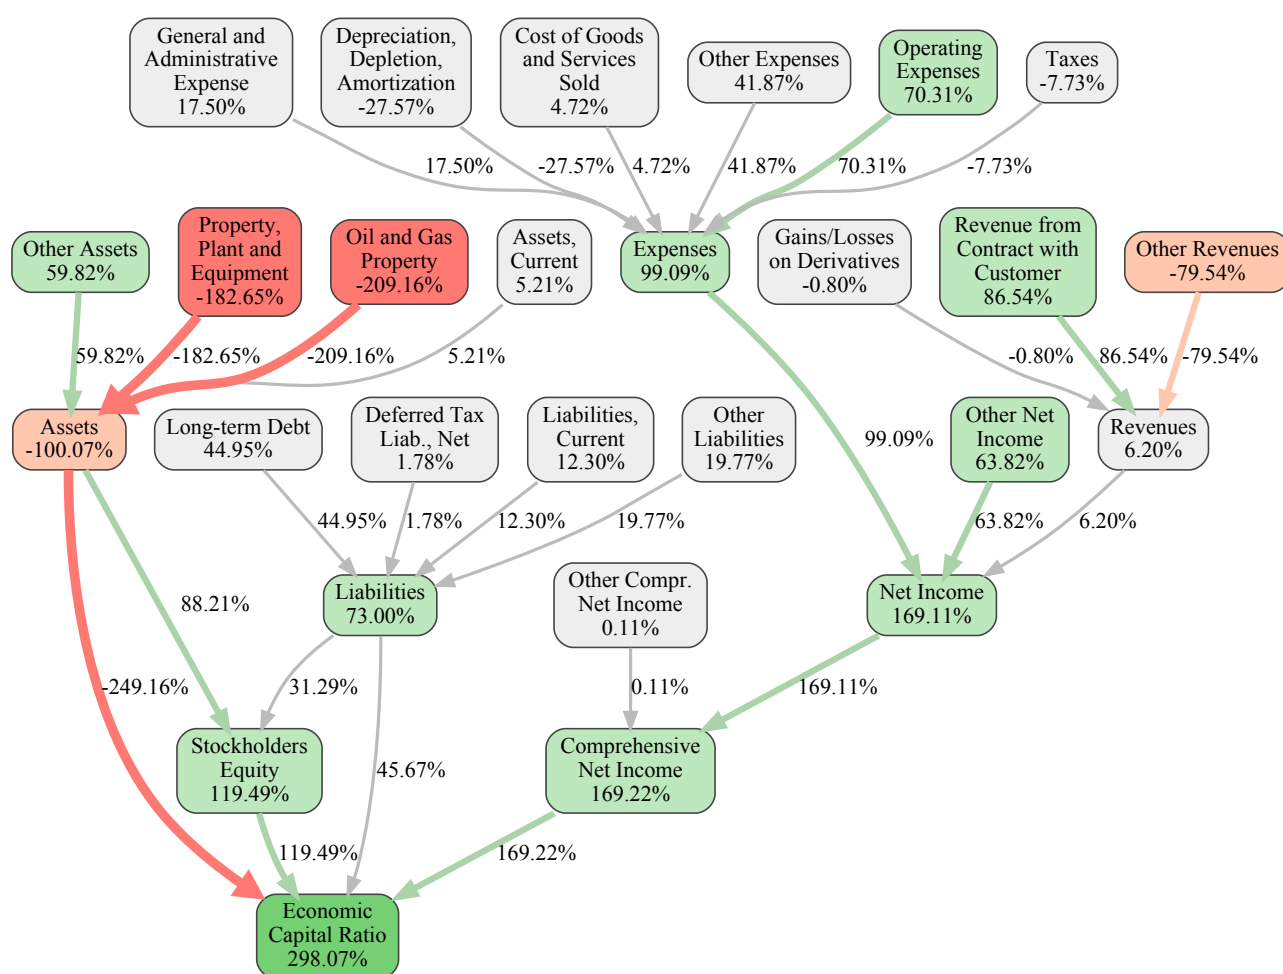 General and
Administrative
Expense
17.50%
Depreciation,
Depletion,
Amortization
-27.57%
Cost of Goods
and Services
Sold
4.72%
Other Expenses
41.87%
Operating
Expenses
70.31%
Taxes
-7.73%
17.50%
-27.57%
4.72%
41.87%
70.31%
-7.73%
Other Assets
59.82%
Property,
Plant and
Equipment
-182.65%
Oil and Gas
Property
-209.16%
Assets,
Current
5.21%
Expenses
99.09%
Gains/Losses
on Derivatives
-0.80%
Revenue from
Contract with
Customer
86.54%
Other Revenues
-79.54%
59.82%
-182.65%
-209.16%
5.21%
-0.80%
86.54%
-79.54%
Assets
-100.07%
Long-term Debt
44.95%
Deferred Tax
Liab., Net
1.78%
Liabilities,
Current
12.30%
Other
Liabilities
19.77%
99.09%
Other Net
Income
63.82%
Revenues
6.20%
44.95%
1.78%
12.30%
19.77%
63.82%
6.20%
88.21%
Liabilities
73.00%
Other Compr.
Net Income
0.11%
Net Income
169.11%
-249.16%
31.29%
0.11%
169.11%
Stockholders
Equity
119.49%
45.67%
Comprehensive
Net Income
169.22%
119.49%
169.22%
Economic
Capital Ratio
298.07%